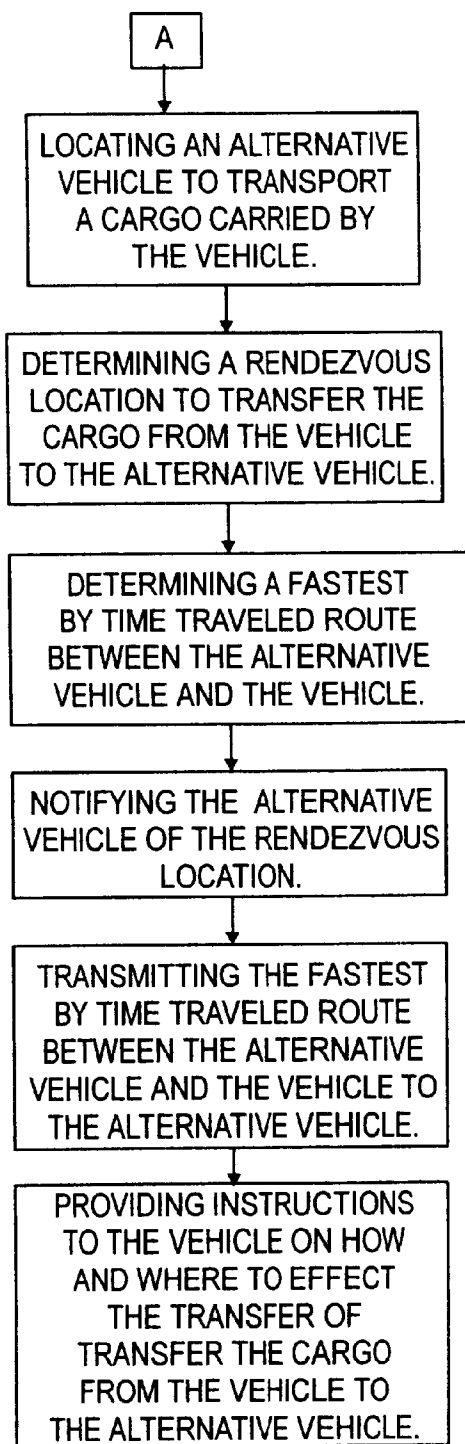 A
LOCATING AN ALTERNATIVE
VEHICLE TO TRANSPORT
A CARGO CARRIED BY
THE VEHICLE.
DETERMINING A RENDEZVOUS
LOCATION TO TRANSFER THE
CARGO FROM THE VEHICLE
TO THE ALTERNATIVE VEHICLE.
DETERMINING A FASTEST
BY TIME TRAVELED ROUTE
BETWEEN THE ALTERNATIVE
VEHICLE AND THE VEHICLE.
NOTIFYING THE ALTERNATIVE
VEHICLE OF THE RENDEZVOUS
LOCATION.
TRANSMITTING THE FASTEST
BY TIME TRAVELED ROUTE
BETWEEN THE ALTERNATIVE
VEHICLE AND THE VEHICLE TO
THE ALTERNATIVE VEHICLE.
PROVIDING INSTRUCTIONS
TO THE VEHICLE ON HOW
AND WHERE TO EFFECT
THE TRANSFER OF
TRANSFER THE CARGO
FROM THE VEHICLE TO
THE ALTERNATIVE VEHICLE.